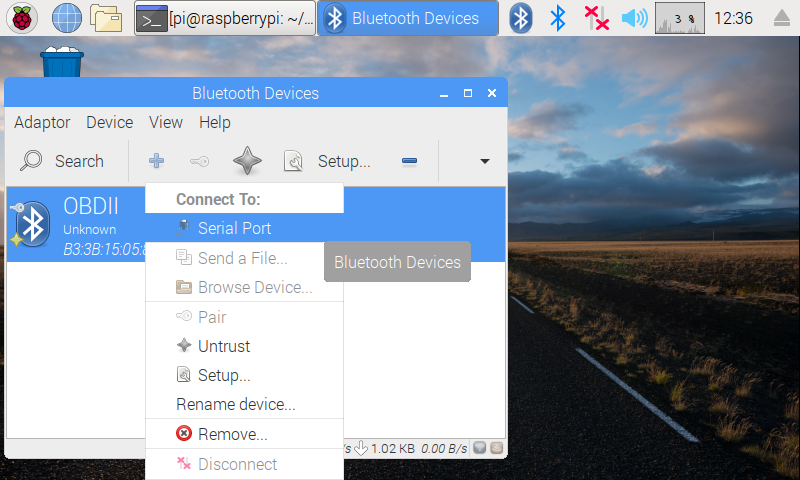 [pi@raspberrypi: ~/... Bluetooth Devices 3 % 12:36
Bluetooth Devices
Adaptor Device View Help
Search Setup...
OBDII
Unknown
B3:3B:15:05:
Connect To:
Serial Port
Send a File...
Bluetooth Devices
Browse Device...
Pair
Untrust
Setup...
Rename device...
Remove...
1.02 KB 0.00 B/s
Disconnect